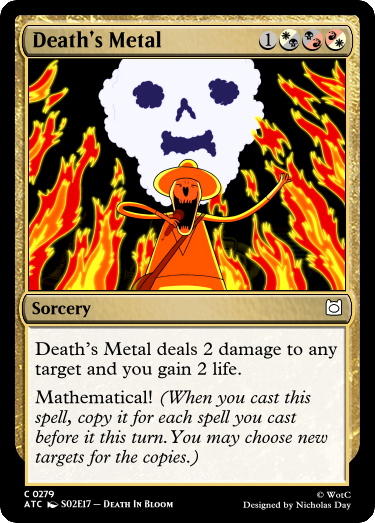 Death's Metal 1
Sorcery
Death's Metal deals 2 damage to any
target and you gain 2 life.
Mathematical! (When you cast this
spell, copy it for each spell you cast
before it this turn. You may choose new
targets for the copies.)
C 0279 © WotC
ATC S02E17 — Death In Bloom Designed by Nicholas Day